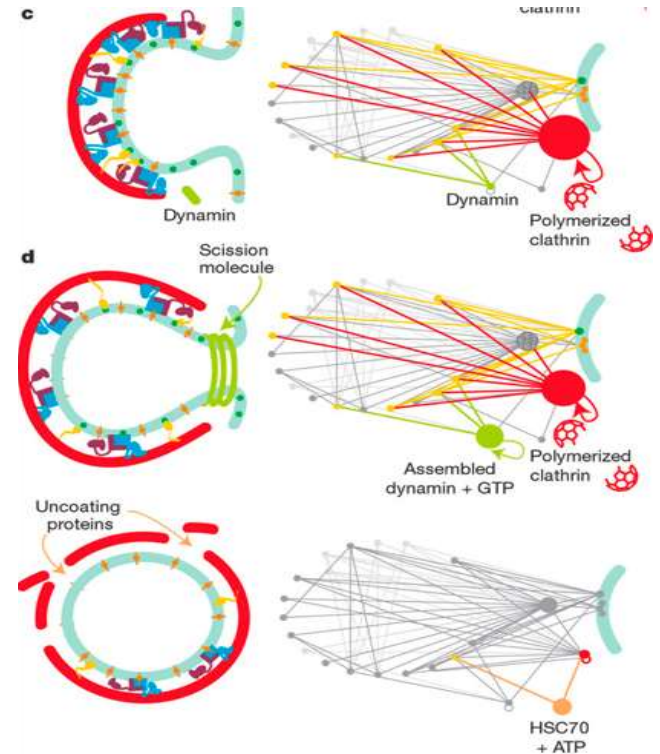 c
clathrin
Dynamin
Dynamin
Polymerized
clathrin
d
Scission
molecule
Assembled
dynamin + GTP
Polymerized
clathrin
Uncoating
proteins
HSC70
+ ATP